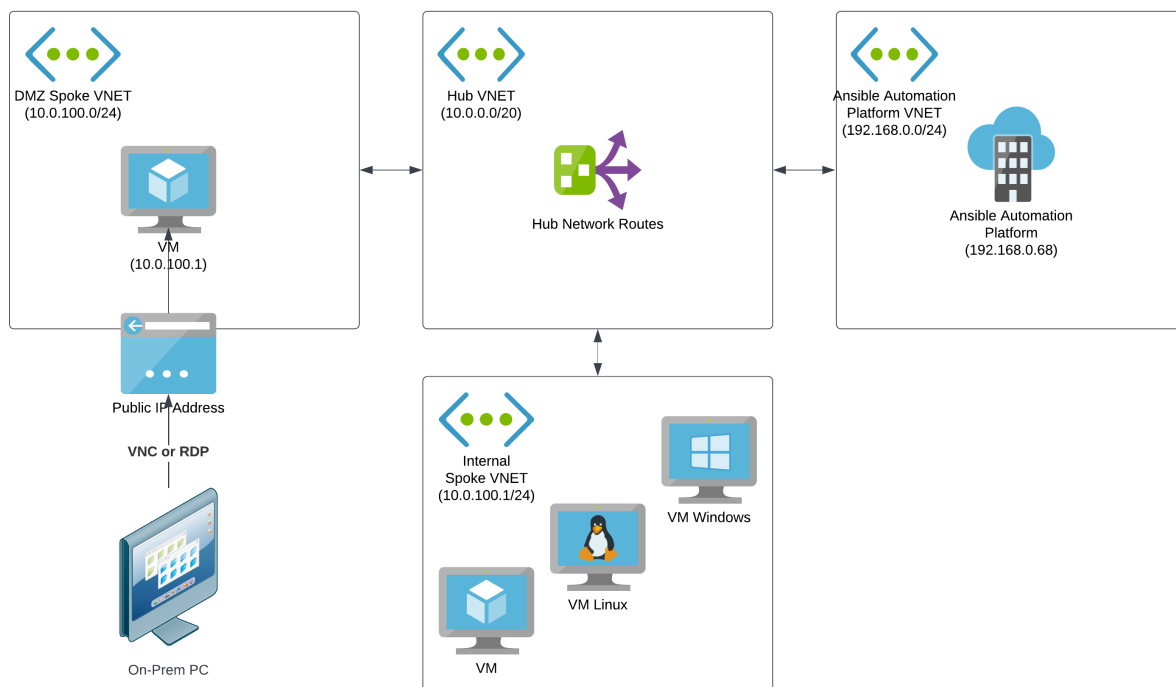 DMZ Spoke VNET
(10.0.100.0/24)
VM
(10.0.100.1)
Public IP Address
VNC or RDP
On-Prem PC
Hub VNET
(10.0.0.0/20)
Hub Network Routes
Internal
Spoke VNET
(10.0.100.1/24)
VM Windows
VM Linux
VM
Ansible Automation
Platform VNET
(192.168.0.0/24)
Ansible Automation
Platform
(192.168.0.68)